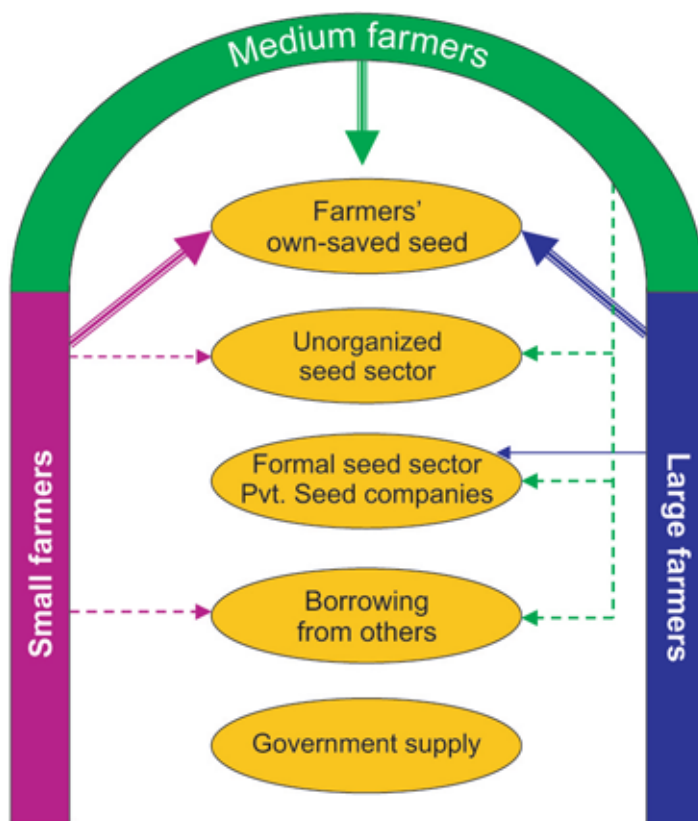 Medium farmers
Farmers'
own-saved seed
Unorganized
seed sector
Formal seed sector
Pvt. Seed companies
Borrowing
from others
Government supply
Small farmers
Large farmers